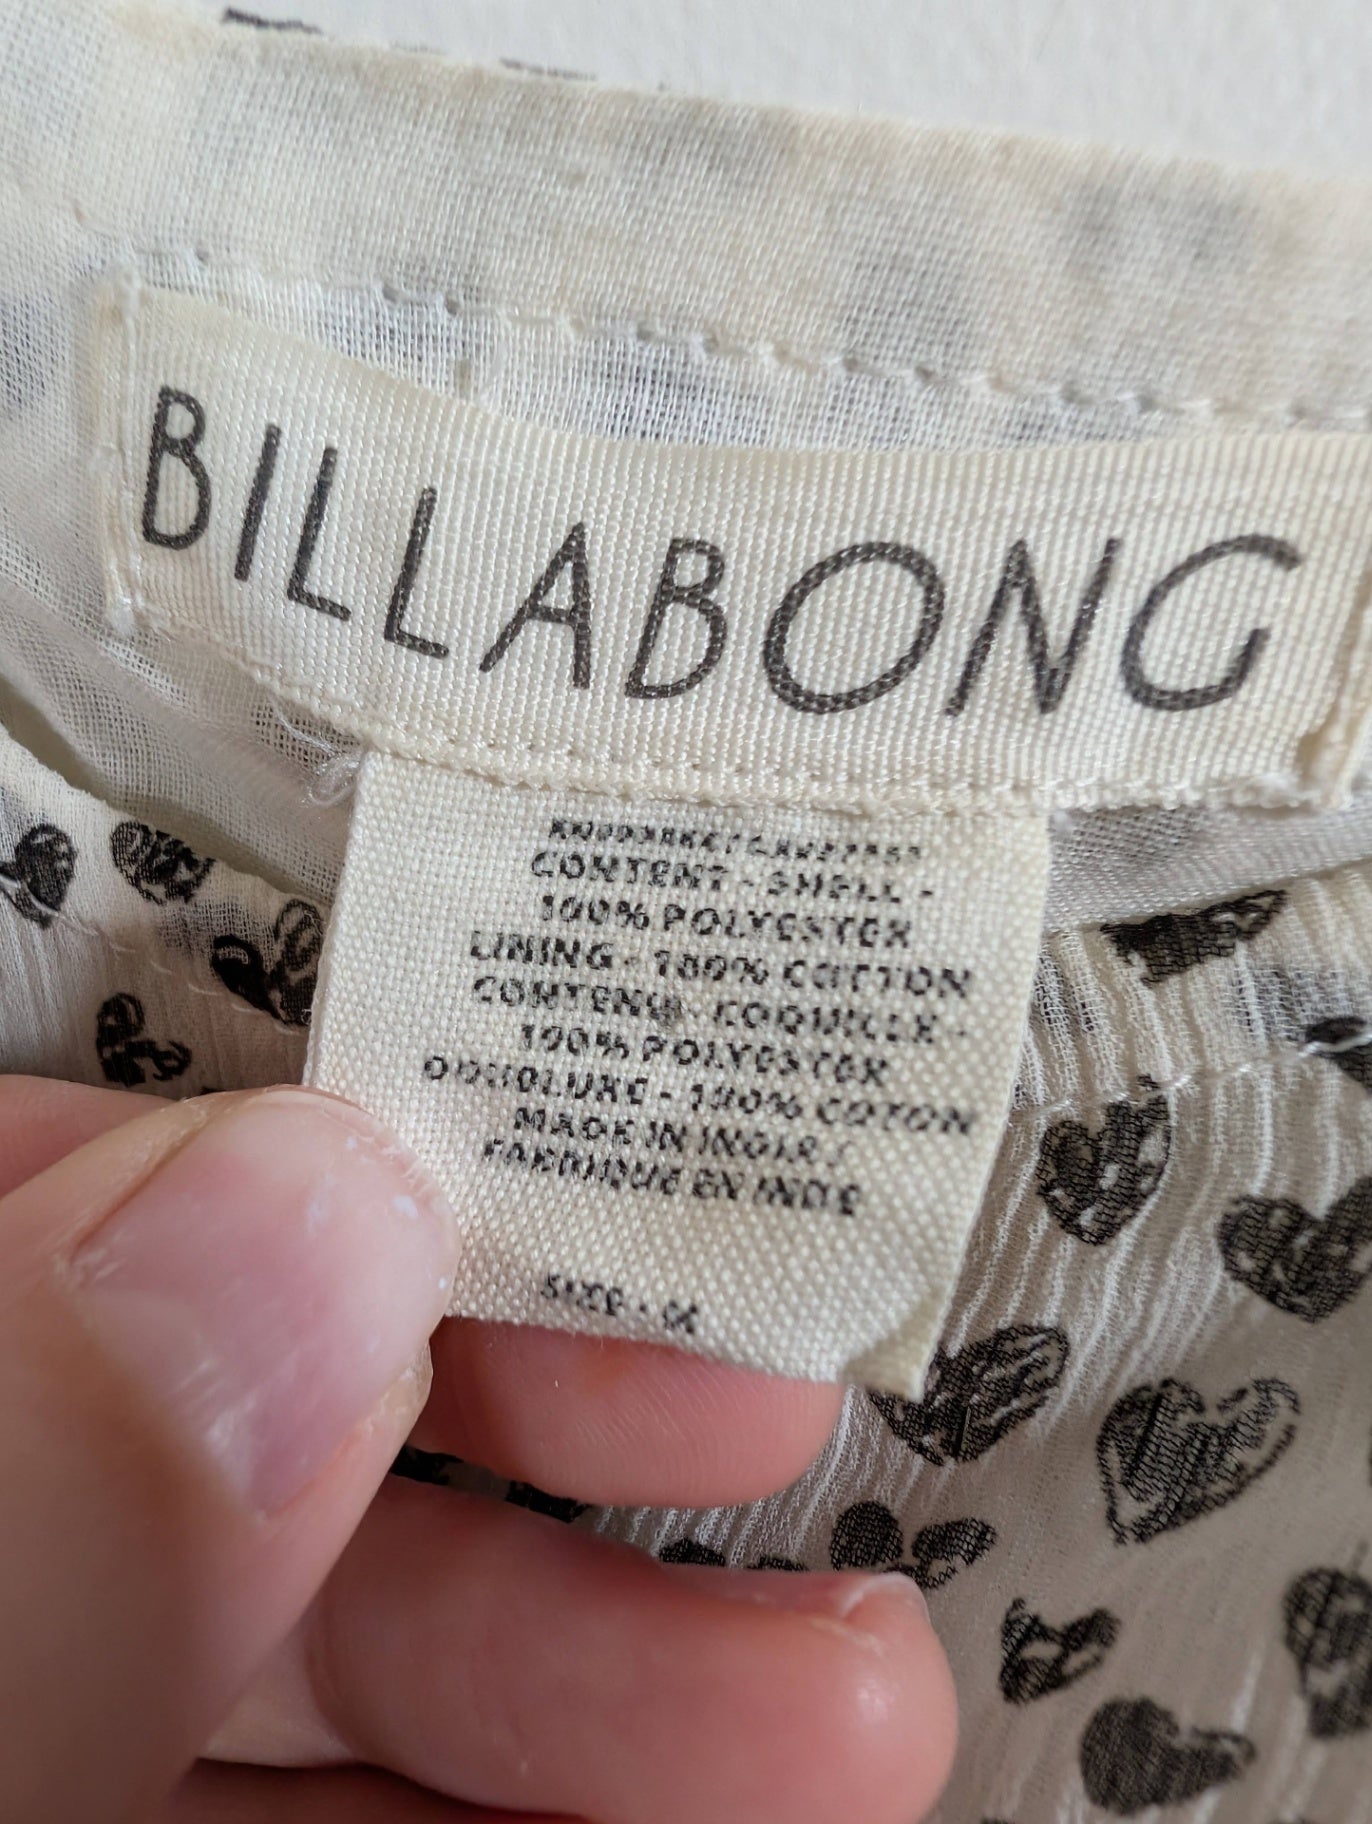 BILLABONG
CONTENT - SHELL -
100% POLYESTER
LINING - 100% COTTON
CONTENU - COQUILLE -
100% POLYESTER
- 100% COTON
MADE IN INDIA /
FABRIQUE EN INDE
SIZE -